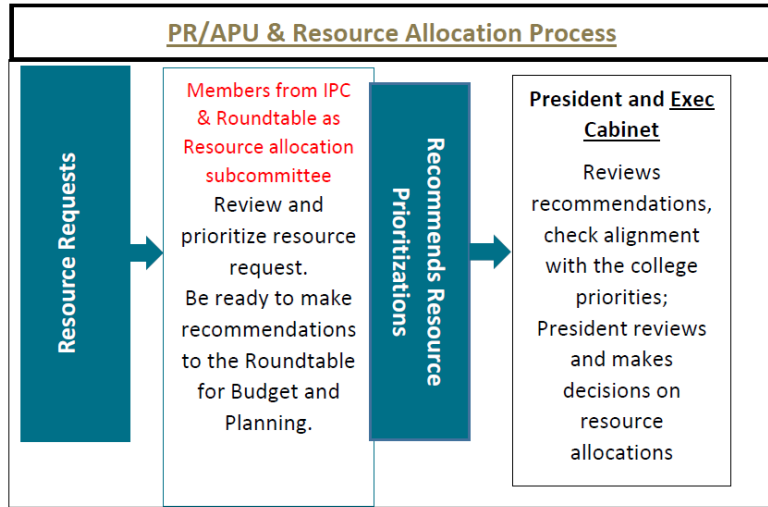 PR/APU & Resource Allocation Process
Resource Requests
Members from IPC
& Roundtable as
Resource allocation
subcommittee
Review and
prioritize resource
request.
Be ready to make
recommendations
to the Roundtable
for Budget and
Planning.
Recommends Resource
Prioritizations
President and Exec
Cabinet
Reviews
recommendations,
check alignment
with the college
priorities;
President reviews
and makes
decisions on
resource
allocations